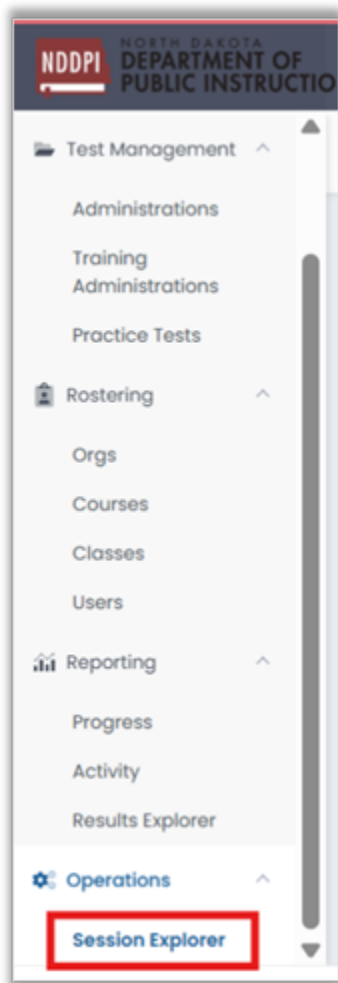 NDDPI
NORTH DAKOTA
DEPARTMENT OF
PUBLIC INSTRUCTIO
Test Management
Administrations
Training
Administrations
Practice Tests
Rostering
Orgs
Courses
Classes
Users
Reporting
Progress
Activity
Results Explorer
Operations
Session Explorer